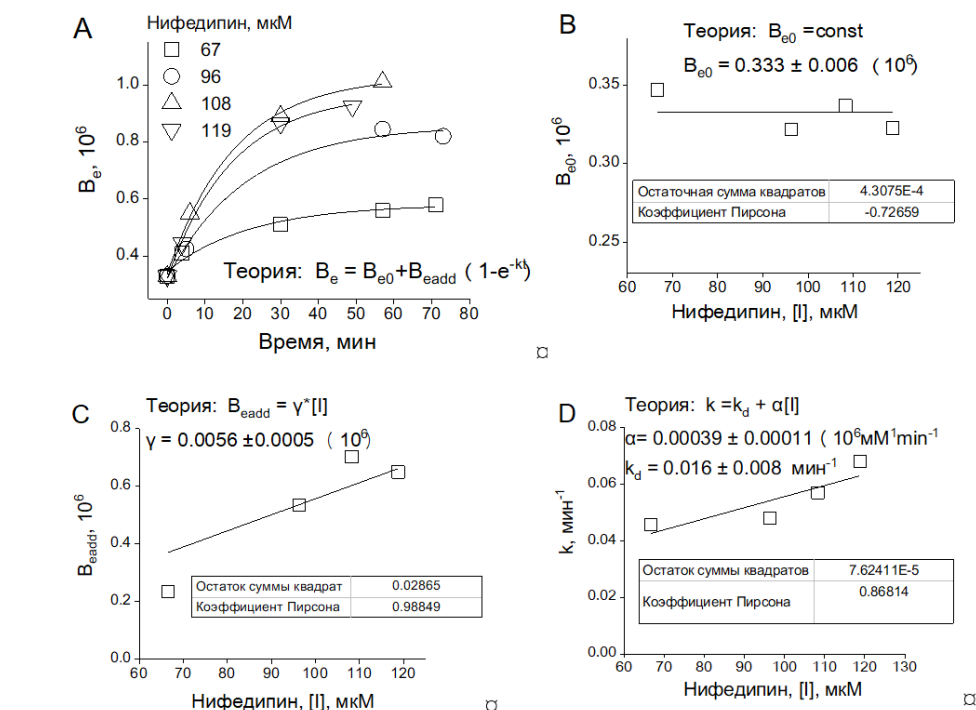 A
Нифедипин, мкМ
67
96
108
119
1.0
0.8
0.6
0.4
Be, 10^6
Теория: Be = Be0+Beadd ( 1-e^-kt)
0 10 20 30 40 50 60 70 80
Время, мин
¤
B
Теория: Be0 =const
Be0 = 0.333 ± 0.006 ( 10^6)
0.35
0.30
0.25
Be0, 10^6
Остаточная сумма квадратов 4.3075E-4
Коэффициент Пирсона -0.72659
60 70 80 90 100 110 120
Нифедипин, [I], мкМ
C
Теория: Beadd = γ*[I]
γ = 0.0056 ±0.0005 ( 10^6)
0.8
0.6
0.4
0.2
0.0
Beadd, 10^6
Остаток суммы квадрат 0.02865
Коэффициент Пирсона 0.98849
60 70 80 90 100 110 120
Нифедипин, [I], мкМ
¤
D
Теория: k =kd + α[I]
α= 0.00039 ± 0.00011 ( 10^6 мМ^1min^-1
kd = 0.016 ± 0.008 мин^-1
0.08
0.06
0.04
0.02
0.00
k, мин^-1
Остаток суммы квадратов 7.62411E-5
Коэффициент Пирсона 0.86814
60 70 80 90 100 110 120 130
Нифедипин, [I], мкМ
¤